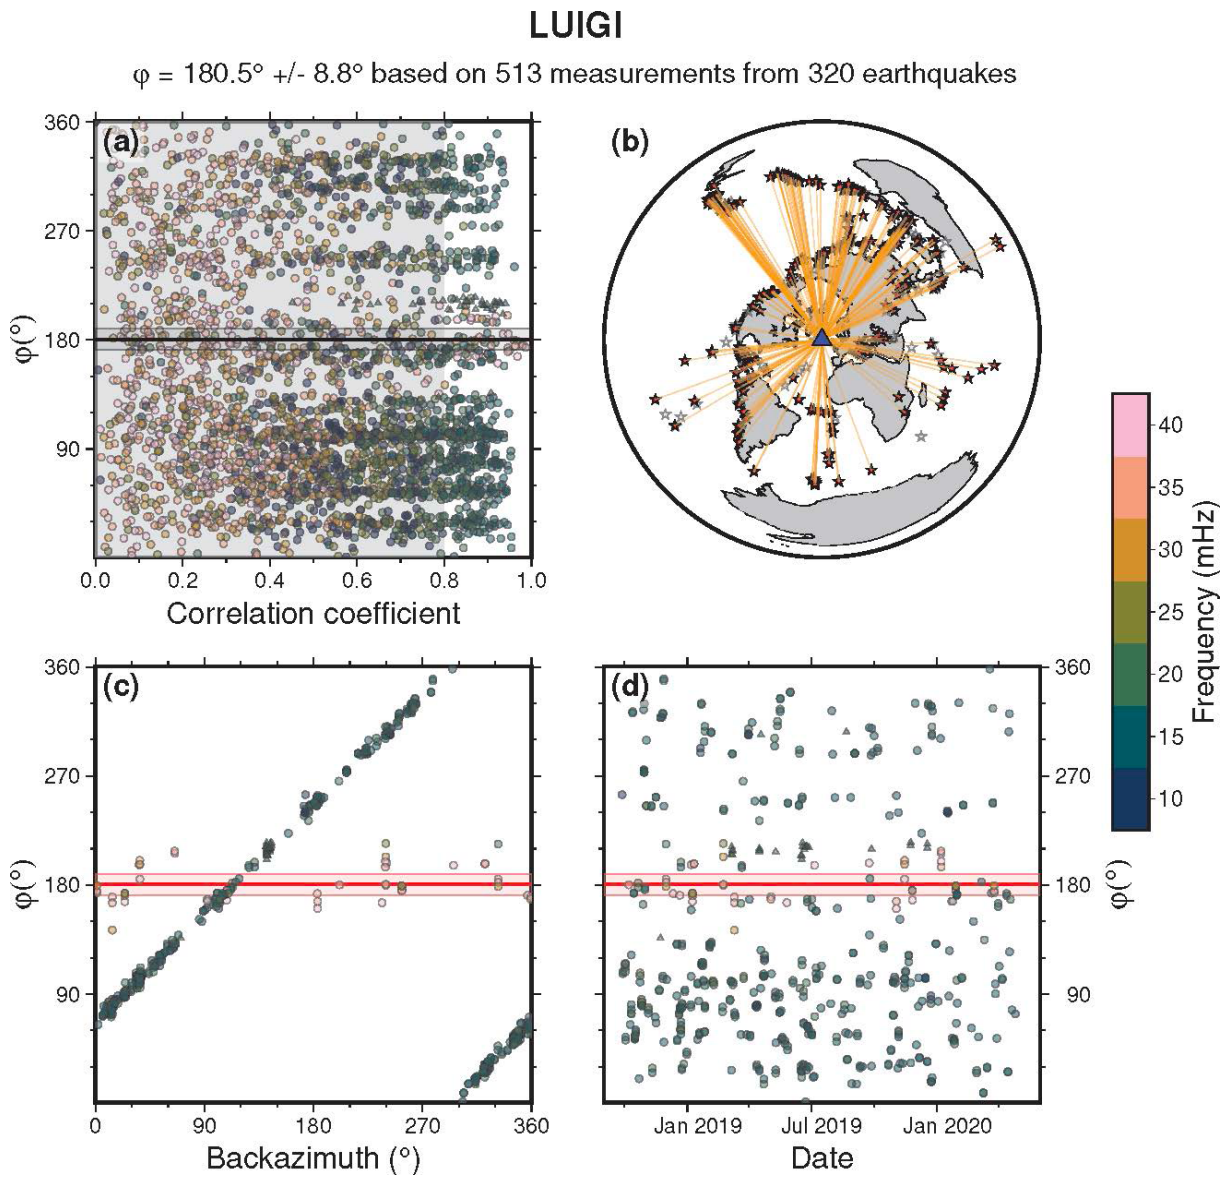 LUIGI
φ = 180.5° +/- 8.8° based on 513 measurements from 320 earthquakes
(a)
360
270
180
90
φ(°)
0.0 0.2 0.4 0.6 0.8 1.0
Correlation coefficient
(b)
40
35
30
25
20
15
10
Frequency (mHz)
(c)
360
270
180
90
φ(°)
0 90 180 270 360
Backazimuth (°)
(d)
360
270
180
90
φ(°)
Jan 2019 Jul 2019 Jan 2020
Date